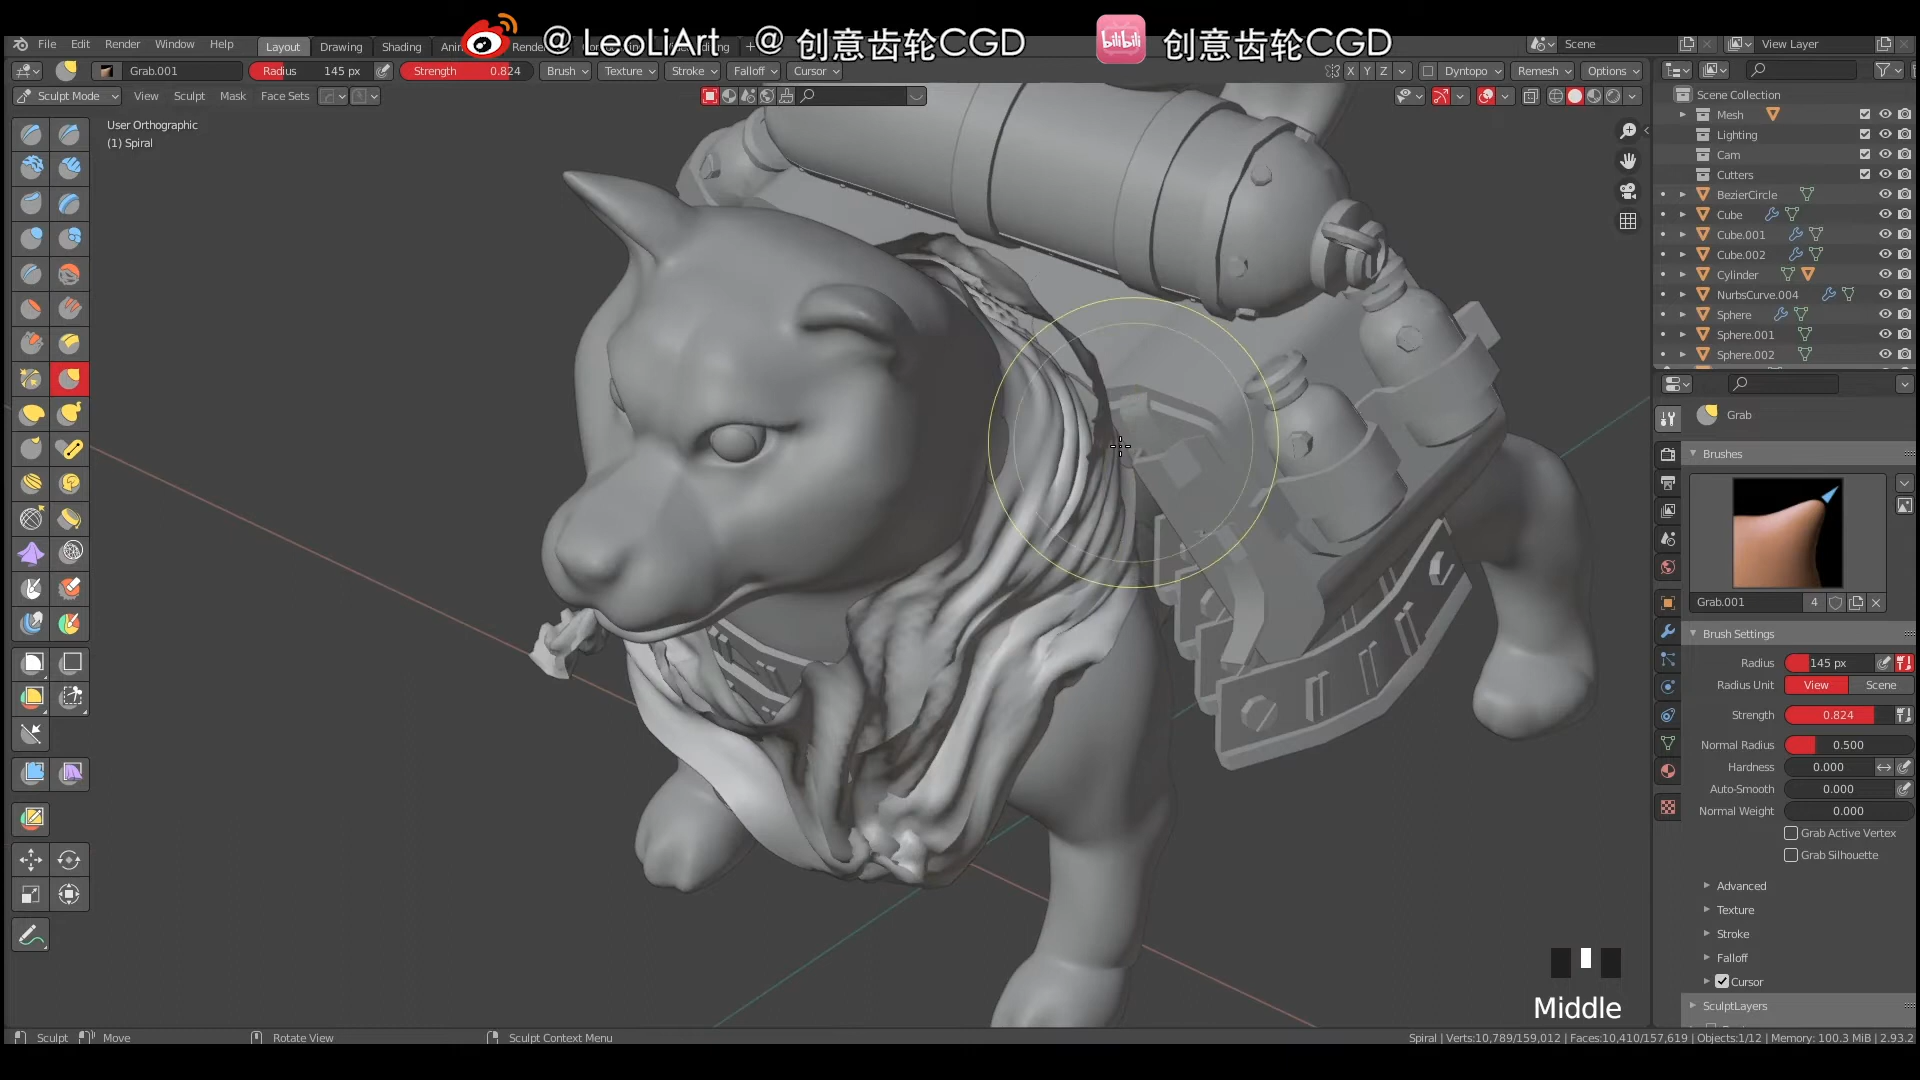 @ LeoLiArt @ 创意齿轮CGD bilibili 创意齿轮CGD
File Edit Render Window Help Layout Drawing Shading Scene View Layer
Grab.001 Radius 145 px Strength 0.824 Brush Texture Stroke Falloff Cursor X Y Z Dyntopo Remesh Options
Sculpt Mode View Sculpt Mask Face Sets
User Orthographic
(1) Spiral
Scene Collection
Mesh
Lighting
Cam
Cutters
BezierCircle
Cube
Cube.001
Cube.002
Cylinder
NurbsCurve.004
Sphere
Sphere.001
Sphere.002
Grab
Brushes
Grab.001 4
Brush Settings
Radius 145 px
Radius Unit View Scene
Strength 0.824
Normal Radius 0.500
Hardness 0.000
Auto-Smooth 0.000
Normal Weight 0.000
Grab Active Vertex
Grab Silhouette
Advanced
Texture
Stroke
Falloff
Cursor
SculptLayers
Middle
Sculpt Move Rotate View Sculpt Context Menu
Spiral | Verts:10,789/159,012 | Faces:10,410/157,619 | Objects:1/12 | Memory: 100.3 MiB | 2.93.2